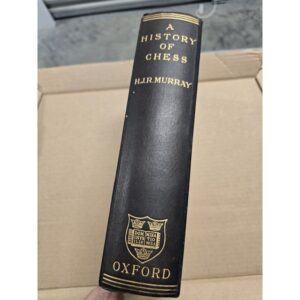 A
HISTORY
OF
CHESS
H.J.R. MURRAY
OXFORD